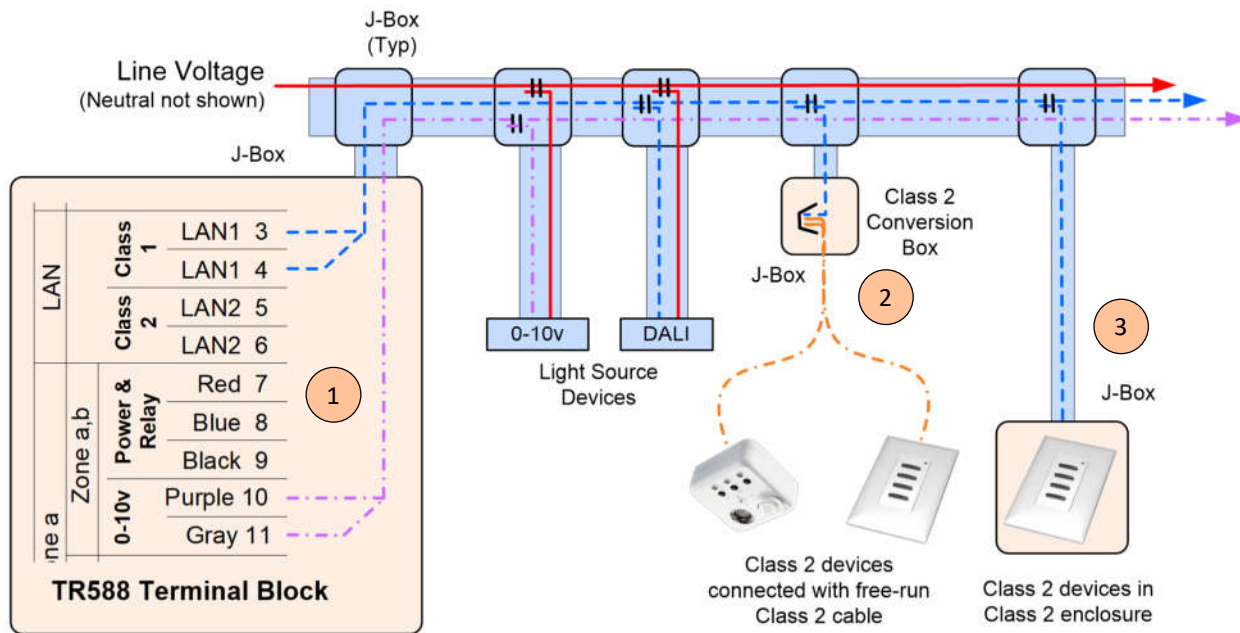 J-Box
(Typ)
Line Voltage
(Neutral not shown)
J-Box
LAN
Class
1
LAN1 3
LAN1 4
Class
2
LAN2 5
LAN2 6
Zone a,b
Power &
Relay
Red 7
Blue 8
Black 9
0-10v
Purple 10
Gray 11
ne a
TR588 Terminal Block
1
0-10v
DALI
Light Source
Devices
Class 2
Conversion
Box
J-Box
2
3
J-Box
Class 2 devices
connected with free-run
Class 2 cable
Class 2 devices in
Class 2 enclosure